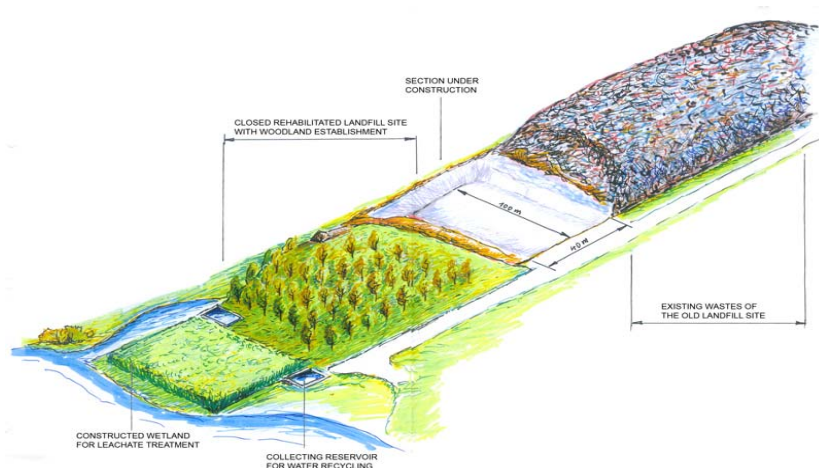 SECTION UNDER
CONSTRUCTION
CLOSED REHABILITATED LANDFILL SITE
WITH WOODLAND ESTABLISHMENT
100 m
40 m
EXISTING WASTES OF
THE OLD LANDFILL SITE
CONSTRUCTED WETLAND
FOR LEACHATE TREATMENT
COLLECTING RESERVOIR
FOR WATER RECYCLING